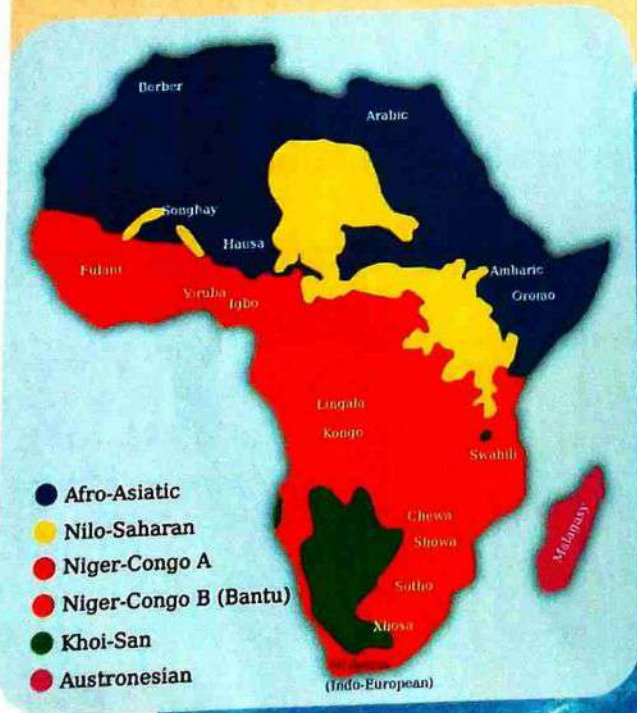 Berber
Arabic
Songhay
Hausa
Fulani
Yoruba
Igbo
Amharic
Oromo
Lingala
Kongo
Swahili
Chewa
Showa
Sotho
Xhosa
Malagasy
(Indo-European)
Afro-Asiatic
Nilo-Saharan
Niger-Congo A
Niger-Congo B (Bantu)
Khoi-San
Austronesian